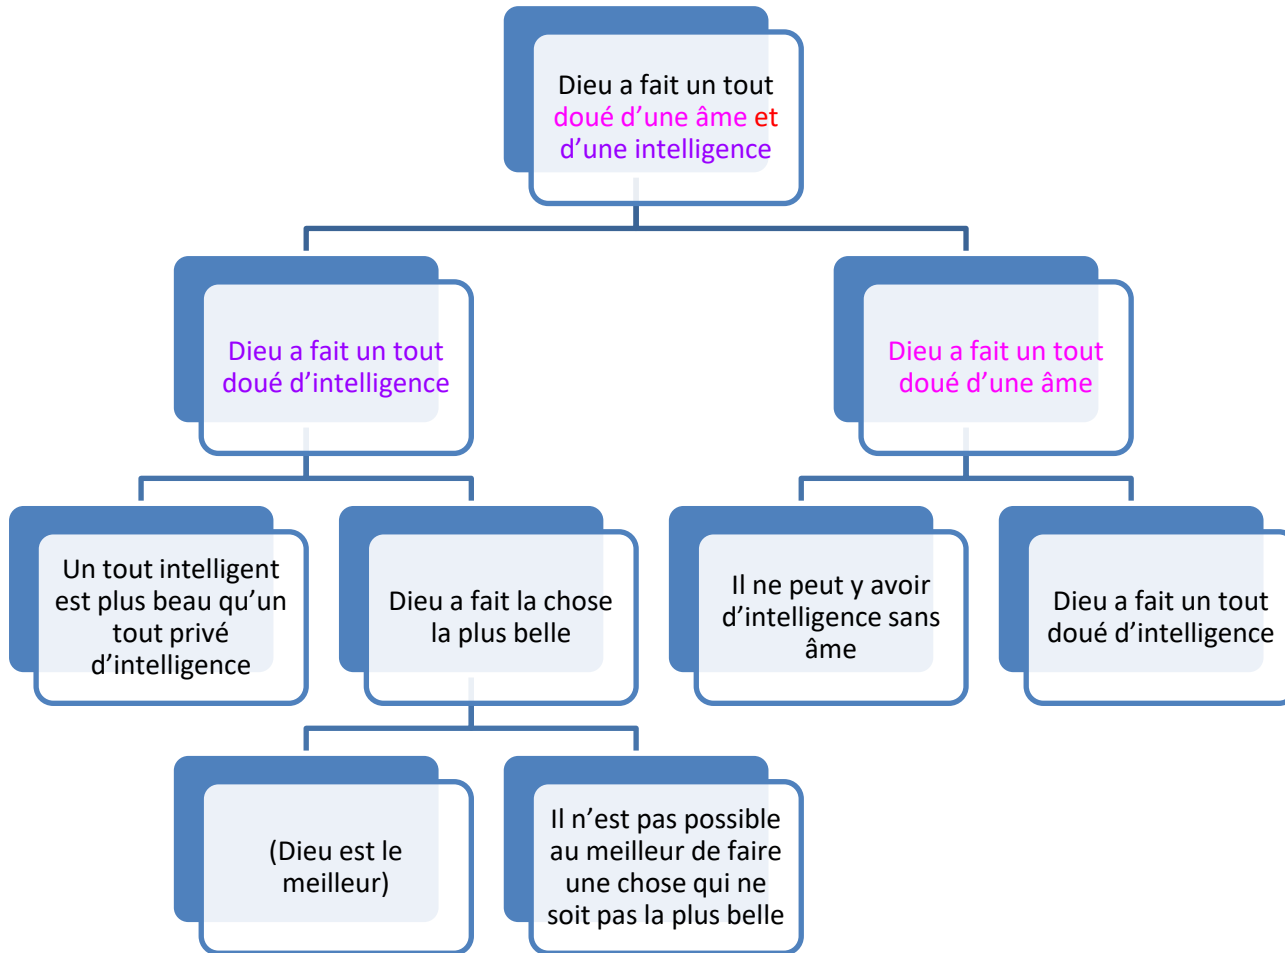 Dieu a fait un tout
doué d’une âme et
d’une intelligence
Dieu a fait un tout
doué d’intelligence
Dieu a fait un tout
doué d’une âme
Un tout intelligent
est plus beau qu’un
tout privé
d’intelligence
Dieu a fait la chose
la plus belle
Il ne peut y avoir
d’intelligence sans
âme
Dieu a fait un tout
doué d’intelligence
(Dieu est le
meilleur)
Il n’est pas possible
au meilleur de faire
une chose qui ne
soit pas la plus belle